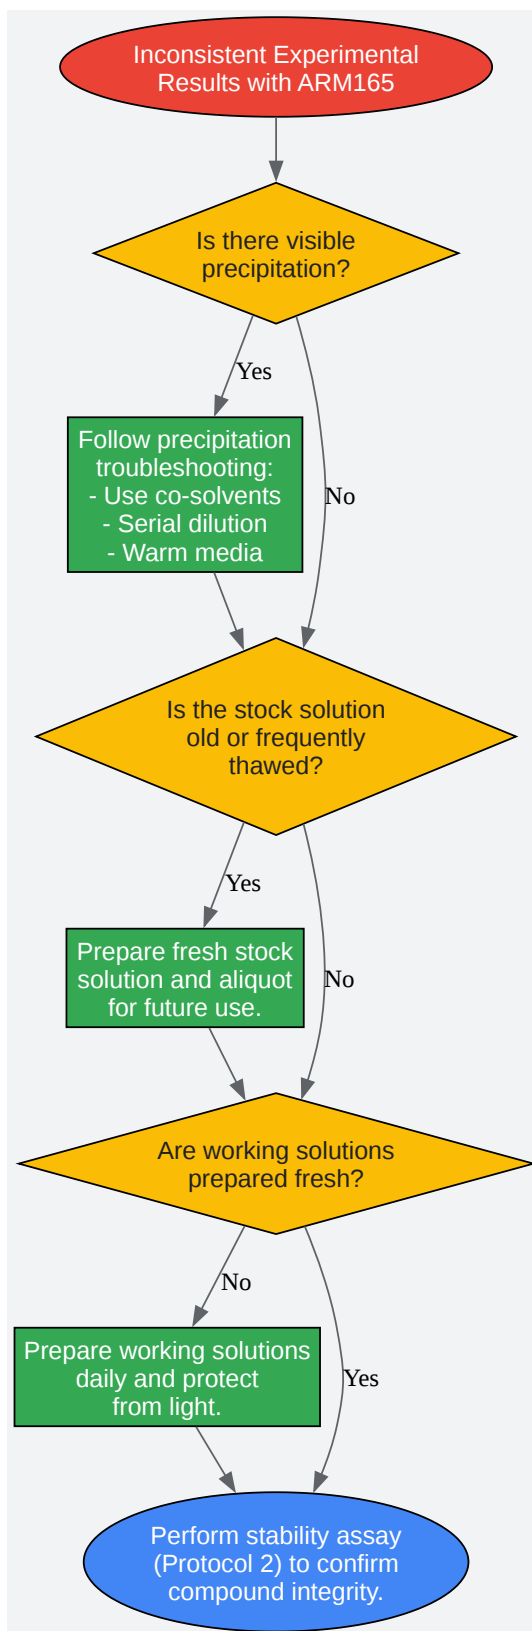 Inconsistent Experimental
Results with ARM165
Is there visible
precipitation?
Yes
Follow precipitation
troubleshooting:
- Use co-solvents
- Serial dilution
- Warm media
No
Is the stock solution
old or frequently
thawed?
Yes
Prepare fresh stock
solution and aliquot
for future use.
No
Are working solutions
prepared fresh?
No
Prepare working solutions
daily and protect
from light.
Yes
Perform stability assay
(Protocol 2) to confirm
compound integrity.